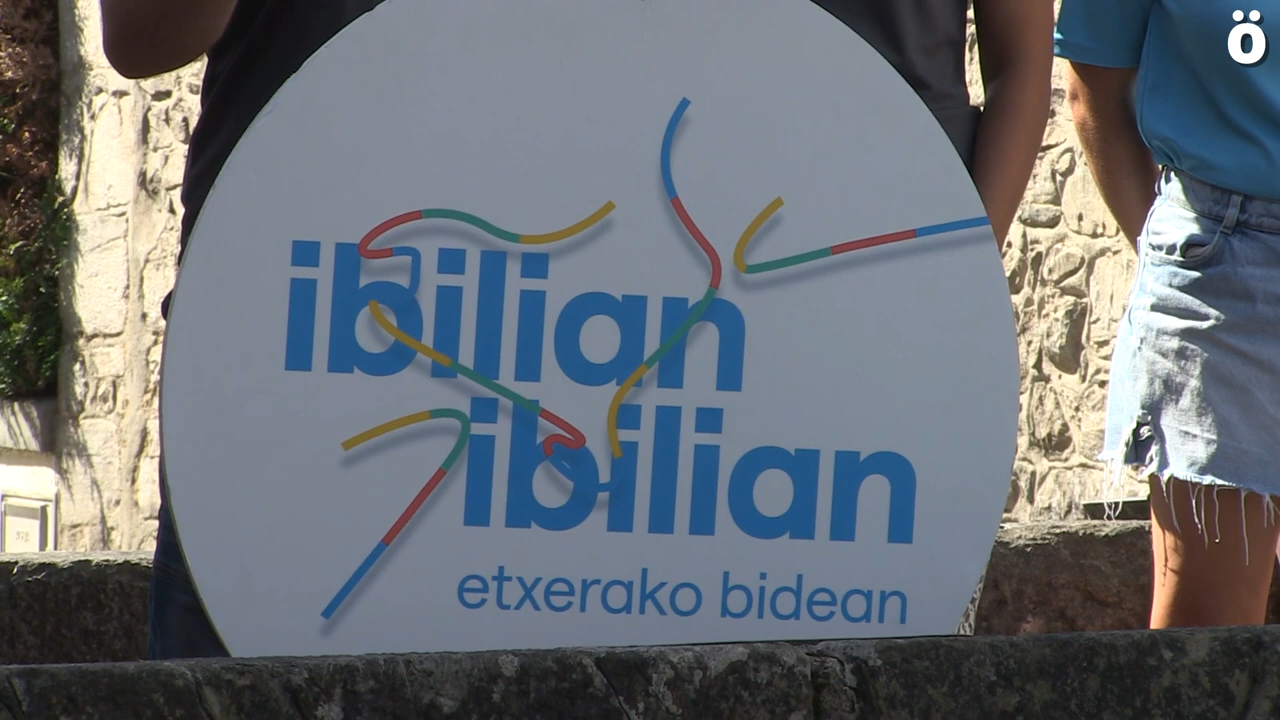 ö
ibilian
ibilian
etxerako bidean